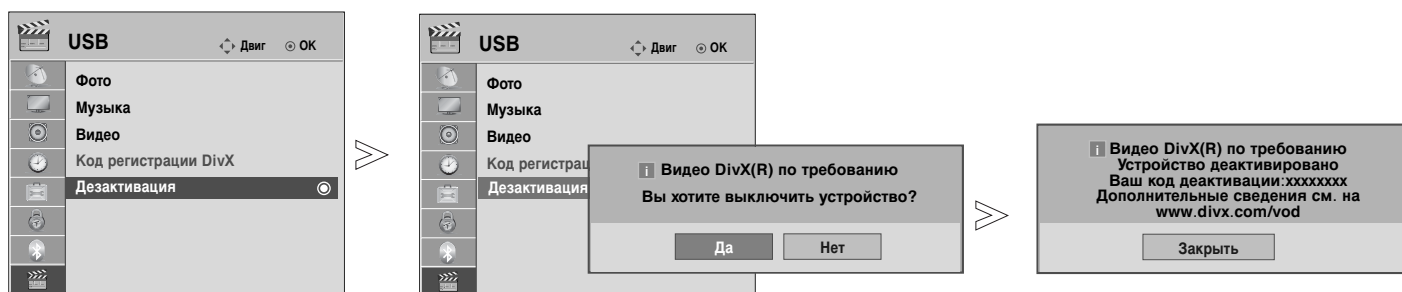 USB
Двиг
OK
Фото
Музыка
Видео
Код регистрации DivX
Дезактивация
USB
Двиг
OK
Фото
Музыка
Видео
Код регистрац
Дезактивация
i Видео DivX(R) по требованию
Вы хотите выключить устройство?
Да
Нет
i Видео DivX(R) по требованию
Устройство деактивировано
Ваш код деактивации:xxxxxxxx
Дополнительные сведения см. на
www.divx.com/vod
Закрыть